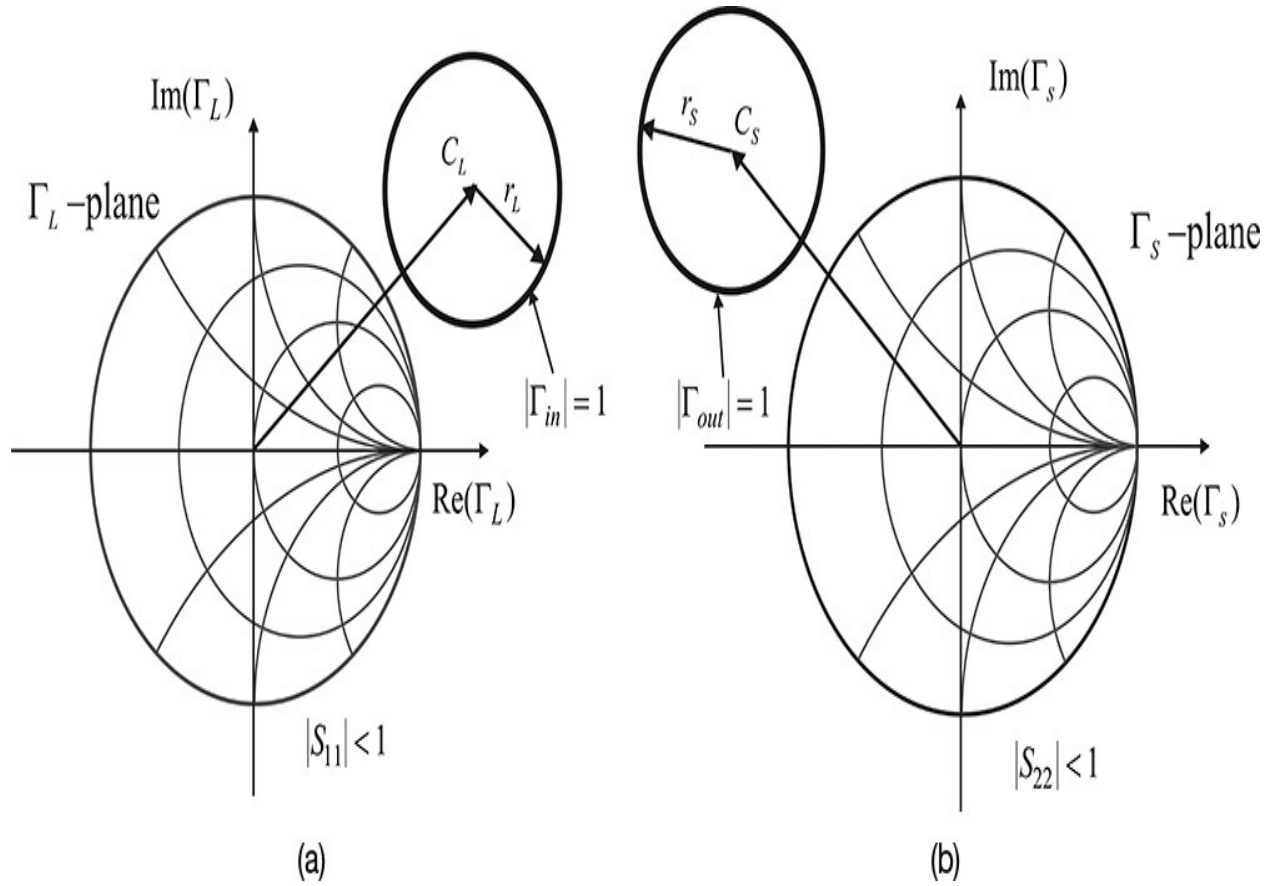 Im(Γ_L)
C_L
r_L
Γ_L –plane
|Γ_in| = 1
Re(Γ_L)
|S_11| < 1
(a)
Im(Γ_s)
r_S
C_S
Γ_s –plane
|Γ_out| = 1
Re(Γ_s)
|S_22| < 1
(b)